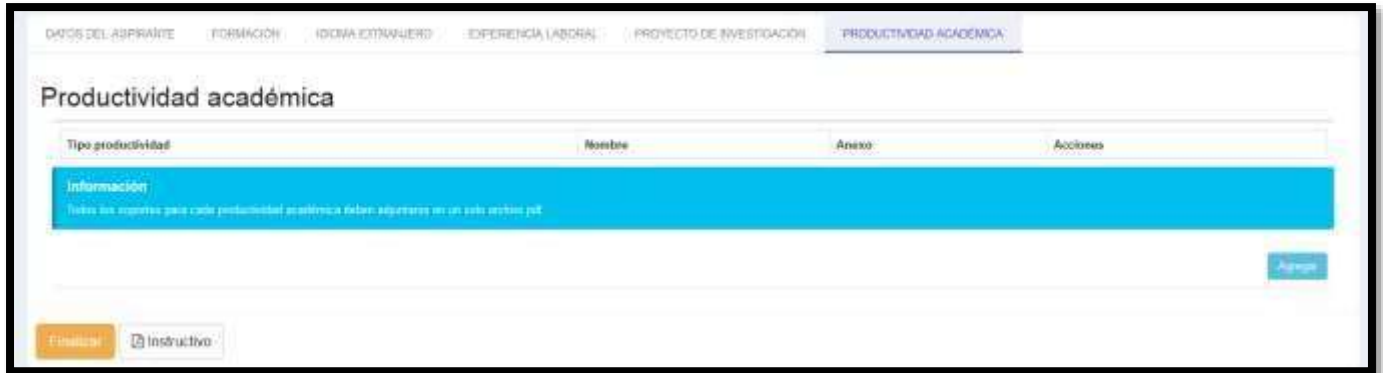 DATOS DEL ASPIRANTE FORMACIÓN IDIOMA EXTRANJERO EXPERIENCIA LABORAL PROYECTO DE INVESTIGACIÓN PRODUCTIVIDAD ACADÉMICA
Productividad académica
Tipo productividad Nombre Anexo Acciones
Información
Todos los soportes para cada productividad académica deben adjuntarse en un solo archivo pdf
Agregar
Finalizar Instructivo